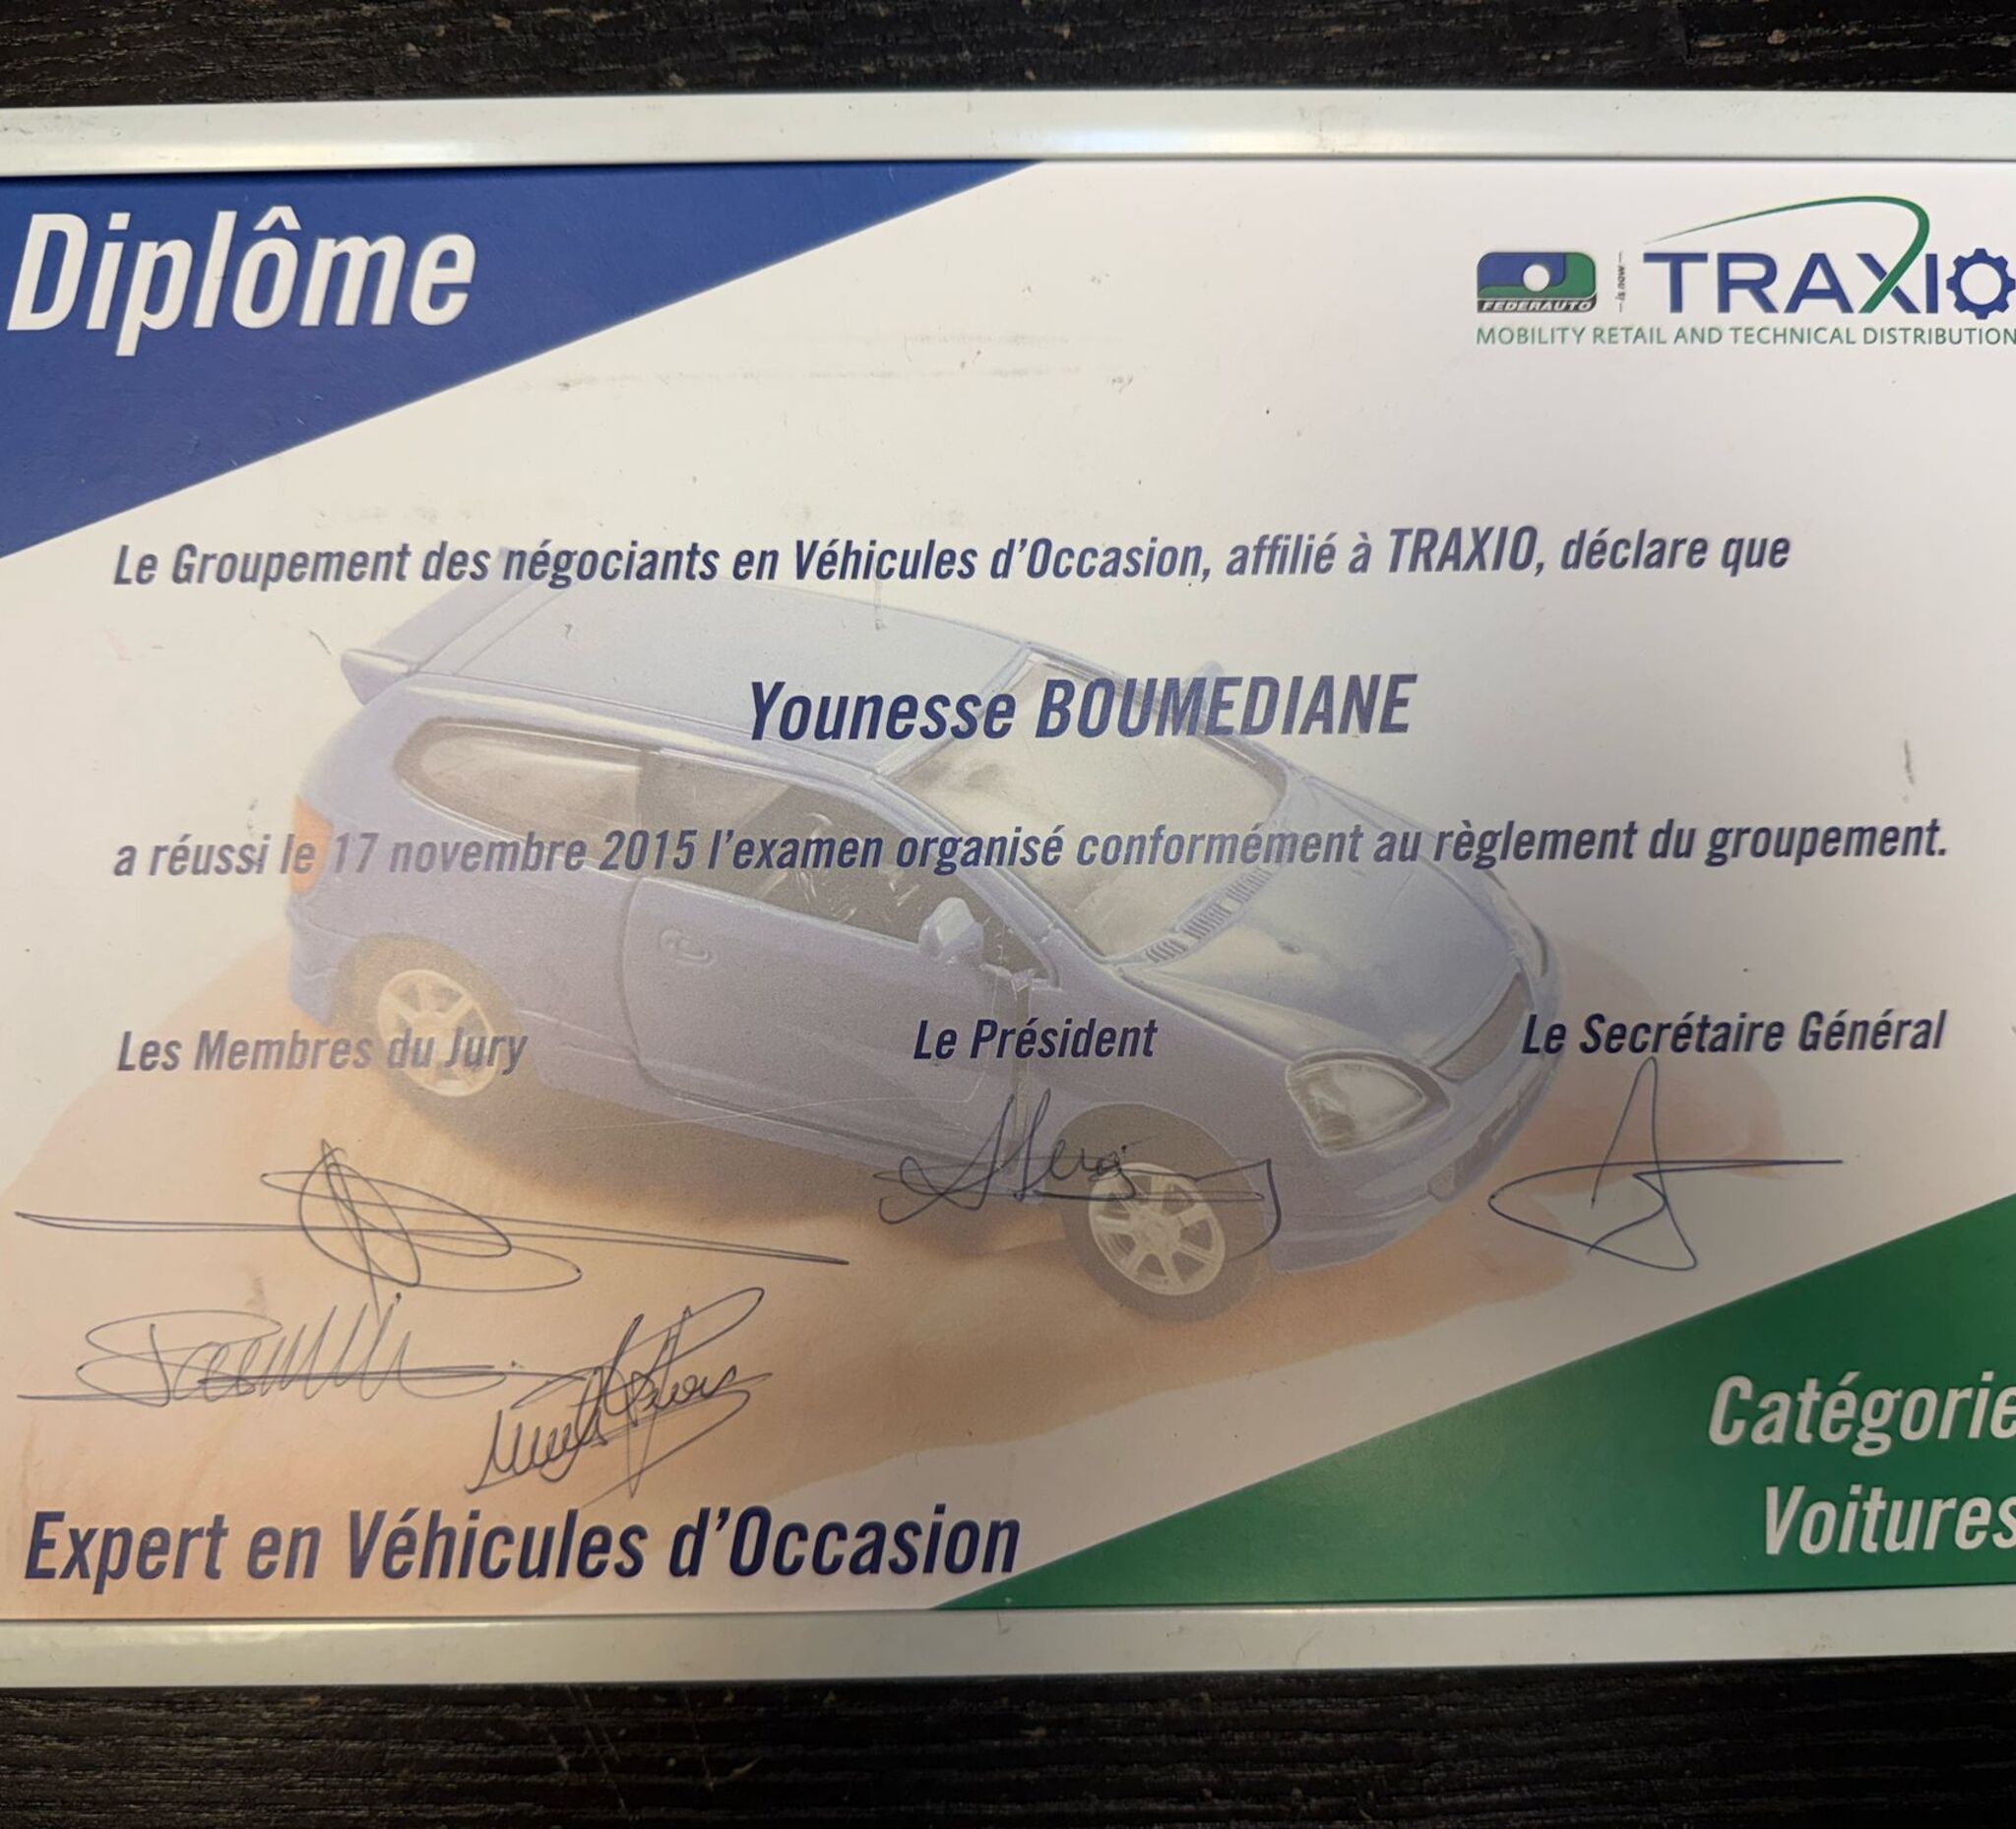 Diplôme
FEDERAUTO
is now
TRAXIO
MOBILITY RETAIL AND TECHNICAL DISTRIBUTION
Le Groupement des négociants en Véhicules d'Occasion, affilié à TRAXIO, déclare que
Younesse BOUMEDIANE
a réussi le 17 novembre 2015 l'examen organisé conformément au règlement du groupement.
Les Membres du Jury
Le Président
Le Secrétaire Général
Expert en Véhicules d'Occasion
Catégorie
Voitures